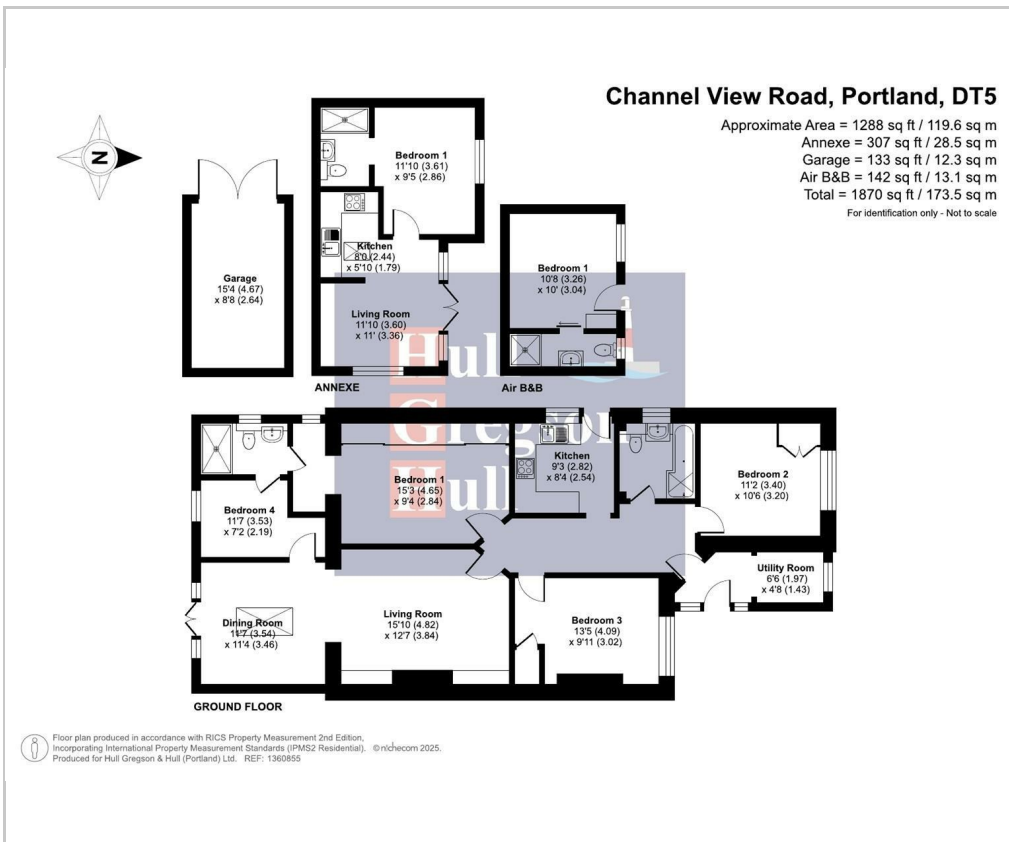 Channel View Road, Portland, DT5
Approximate Area = 1288 sq ft / 119.6 sq m
Annexe = 307 sq ft / 28.5 sq m
Garage = 133 sq ft / 12.3 sq m
Air B&B = 142 sq ft / 13.1 sq m
Total = 1870 sq ft / 173.5 sq m
For identification only - Not to scale
N
Bedroom 1
11'10 (3.61)
x 9'5 (2.86)
Kitchen
8'0 (2.44)
x 5'10 (1.79)
Garage
15'4 (4.67)
x 8'8 (2.64)
Living Room
11'10 (3.60)
x 11' (3.36)
ANNEXE
Bedroom 1
10'8 (3.26)
x 10' (3.04)
Air B&B
Hull
Gregson
Hull
Bedroom 1
15'3 (4.65)
x 9'4 (2.84)
Kitchen
9'3 (2.82)
x 8'4 (2.54)
Bedroom 2
11'2 (3.40)
x 10'6 (3.20)
Bedroom 4
11'7 (3.53)
x 7'2 (2.19)
Utility Room
6'6 (1.97)
x 4'8 (1.43)
Dining Room
11'7 (3.54)
x 11'4 (3.46)
Living Room
15'10 (4.82)
x 12'7 (3.84)
Bedroom 3
13'5 (4.09)
x 9'11 (3.02)
GROUND FLOOR
Floor plan produced in accordance with RICS Property Measurement 2nd Edition,
Incorporating International Property Measurement Standards (IPMS2 Residential). © nichecom 2025.
Produced for Hull Gregson & Hull (Portland) Ltd. REF: 1360855